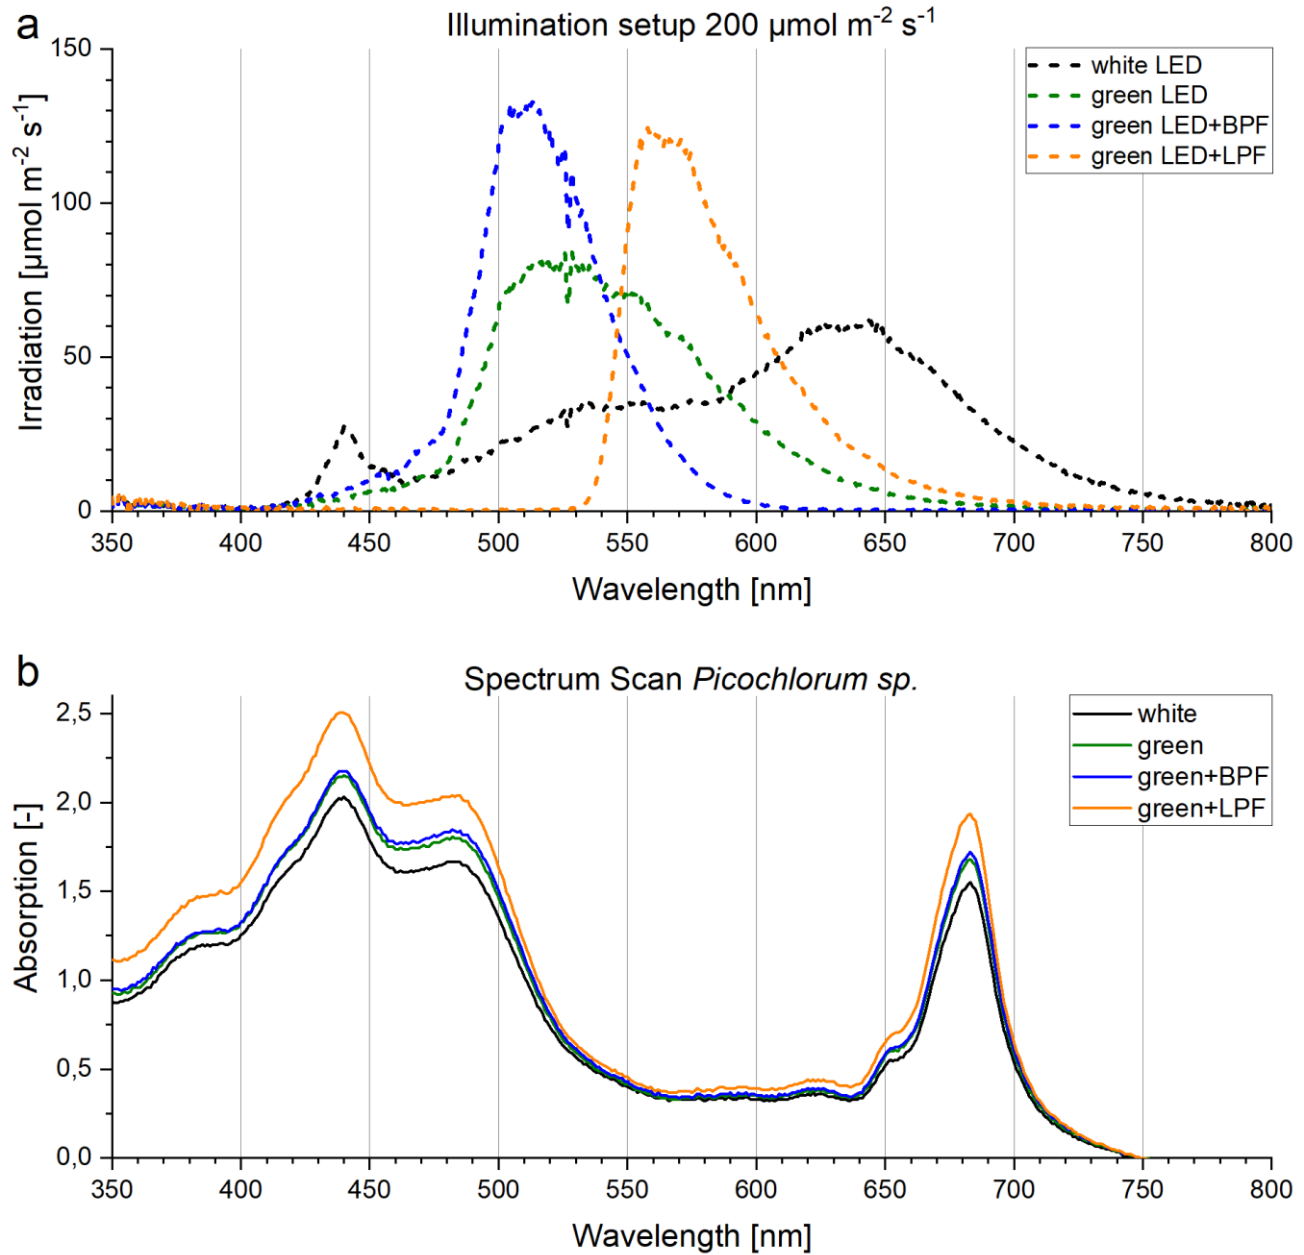 a
Illumination setup 200 µmol m⁻² s⁻¹
Irradiation [µmol m⁻² s⁻¹]
150
100
50
0
white LED
green LED
green LED+BPF
green LED+LPF
350 400 450 500 550 600 650 700 750 800
Wavelength [nm]
b
Spectrum Scan Picochlorum sp.
Absorption [-]
2,5
2,0
1,5
1,0
0,5
0,0
white
green
green+BPF
green+LPF
350 400 450 500 550 600 650 700 750 800
Wavelength [nm]